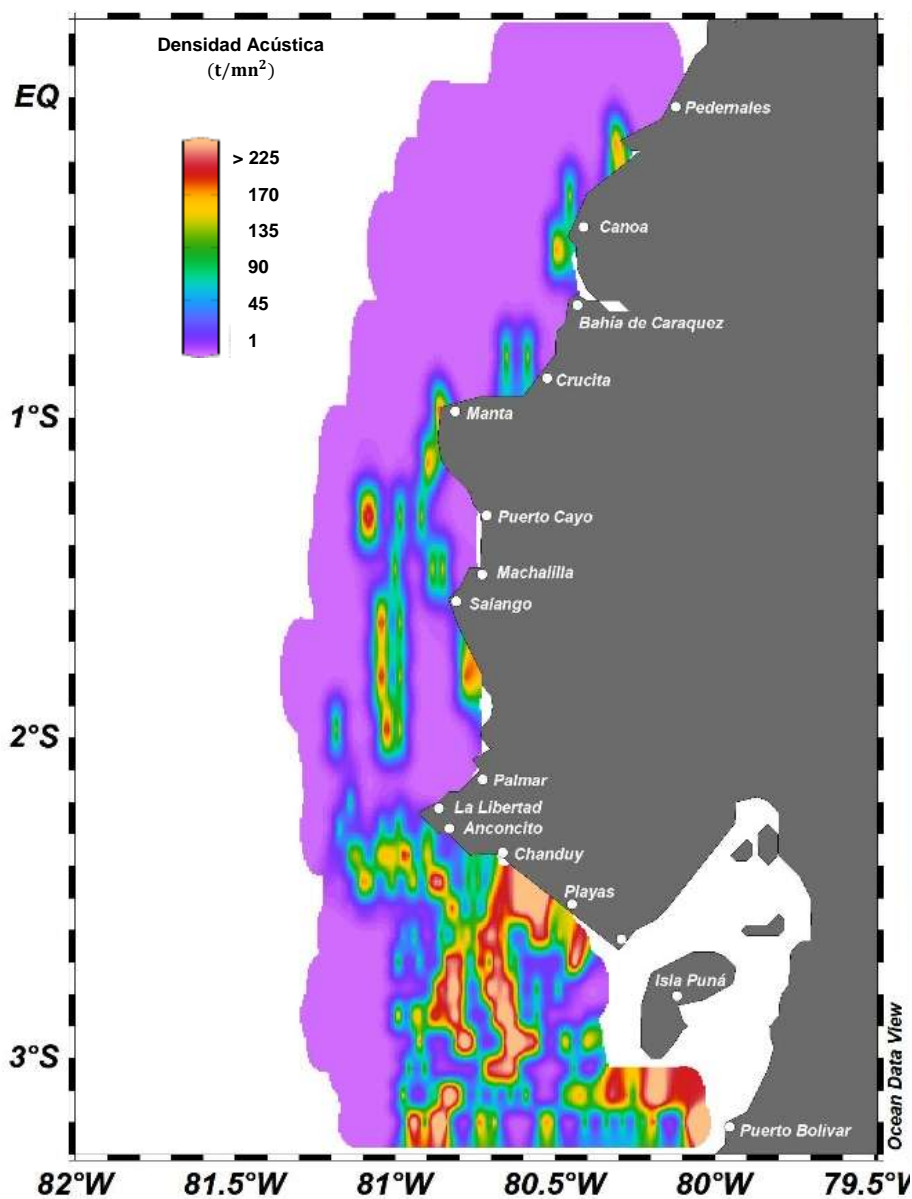 Densidad Acústica
(t/mn²)
> 225
170
135
90
45
1
EQ
1°S
2°S
3°S
Pedernales
Canoa
Bahía de Caraquez
Crucita
Manta
Puerto Cayo
Machalilla
Salango
Palmar
La Libertad
Anconcito
Chanduy
Playas
Isla Puná
Puerto Bolivar
Ocean Data View
82°W
81°W
80.5°W
80°W
79.5°W